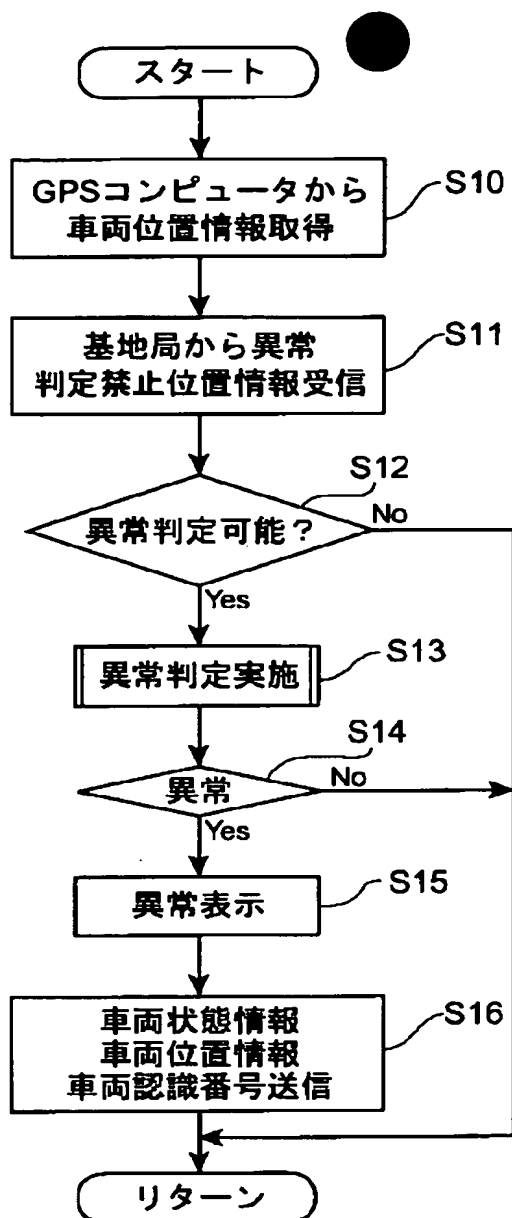 スタート
GPSコンピュータから
車両位置情報取得
S10
基地局から異常
判定禁止位置情報受信
S11
S12
異常判定可能？
No
Yes
異常判定実施
S13
S14
異常
No
Yes
異常表示
S15
車両状態情報
車両位置情報
車両認識番号送信
S16
リターン